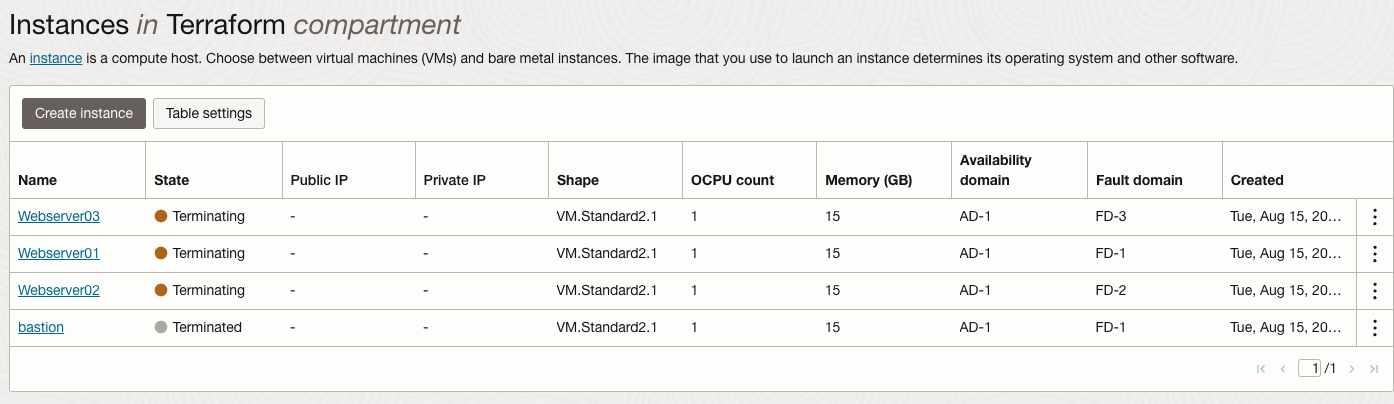 Instances in Terraform compartment
An instance is a compute host. Choose between virtual machines (VMs) and bare metal instances. The image that you use to launch an instance determines its operating system and other software.
Create instance Table settings
Name State Public IP Private IP Shape OCPU count Memory (GB) Availability domain Fault domain Created
Webserver03 Terminating - - VM.Standard2.1 1 15 AD-1 FD-3 Tue, Aug 15, 20...
Webserver01 Terminating - - VM.Standard2.1 1 15 AD-1 FD-1 Tue, Aug 15, 20...
Webserver02 Terminating - - VM.Standard2.1 1 15 AD-1 FD-2 Tue, Aug 15, 20...
bastion Terminated - - VM.Standard2.1 1 15 AD-1 FD-1 Tue, Aug 15, 20...
1 /1